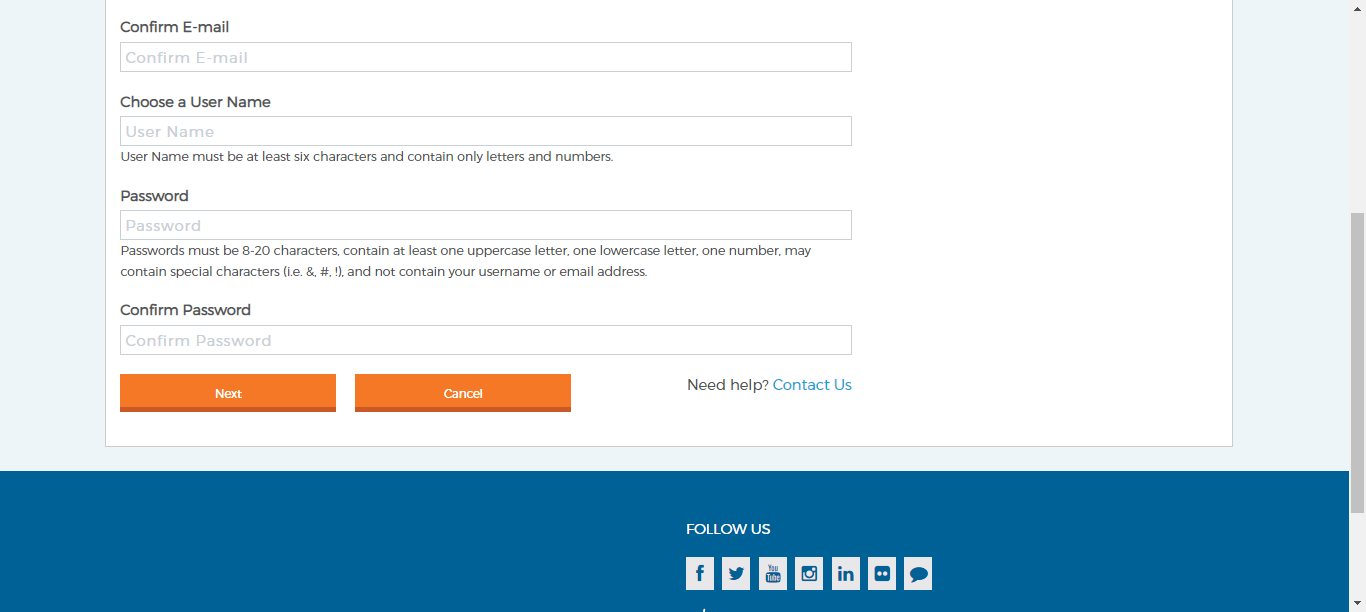 Confirm E-mail
Confirm E-mail
Choose a User Name
User Name
User Name must be at least six characters and contain only letters and numbers.
Password
Password
Passwords must be 8-20 characters, contain at least one uppercase letter, one lowercase letter, one number, may
contain special characters (i.e. &, #, !), and not contain your username or email address.
Confirm Password
Confirm Password
Next
Cancel
Need help? Contact Us
FOLLOW US
You
Tube